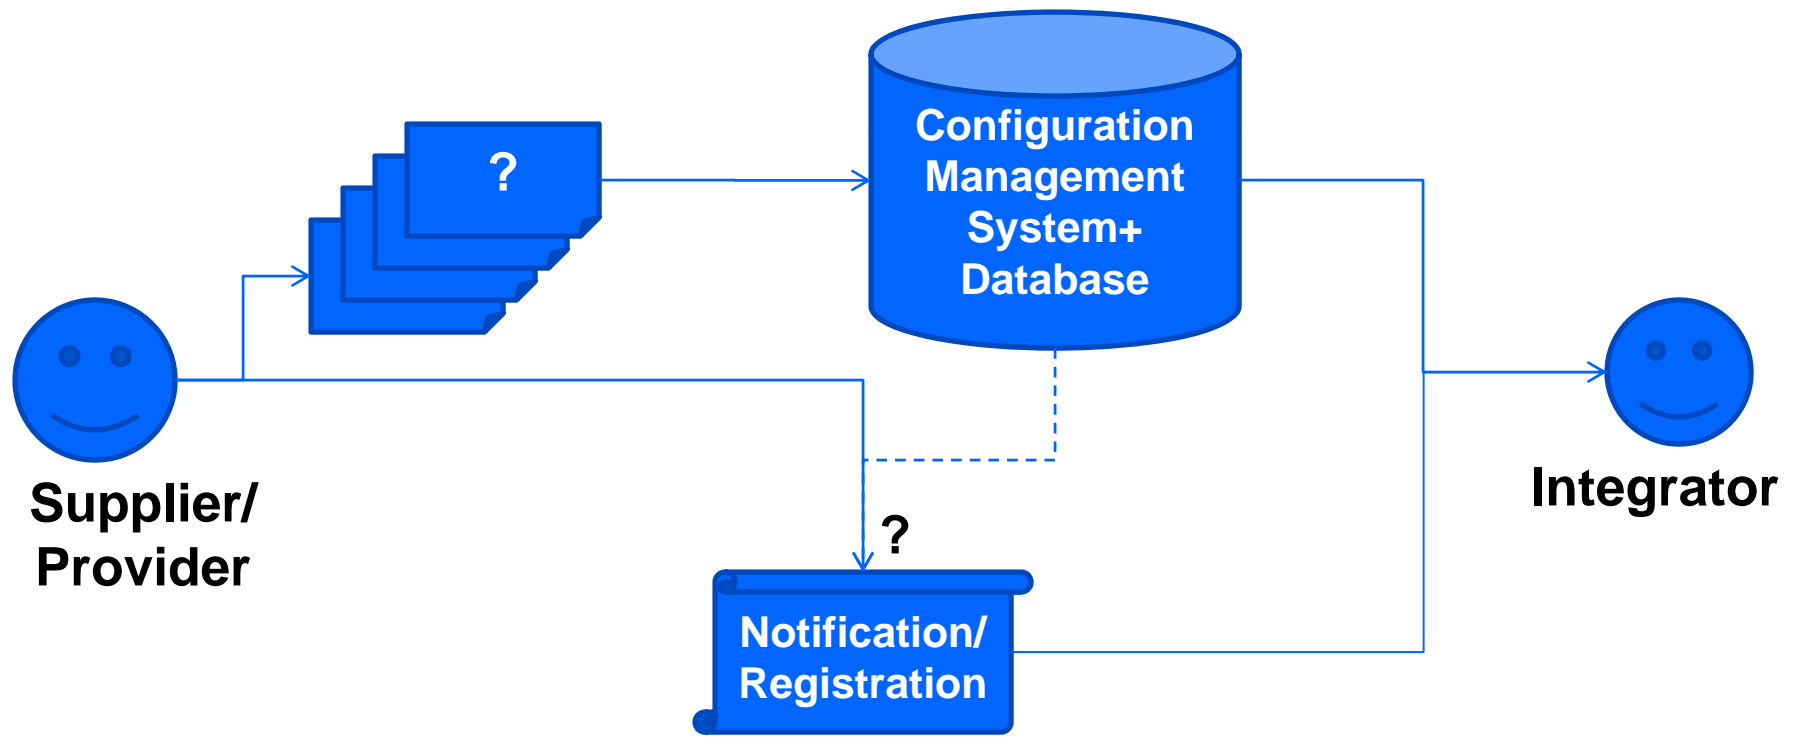 ?
Configuration
Management
System+
Database
Supplier/
Provider
Integrator
?
Notification/
Registration